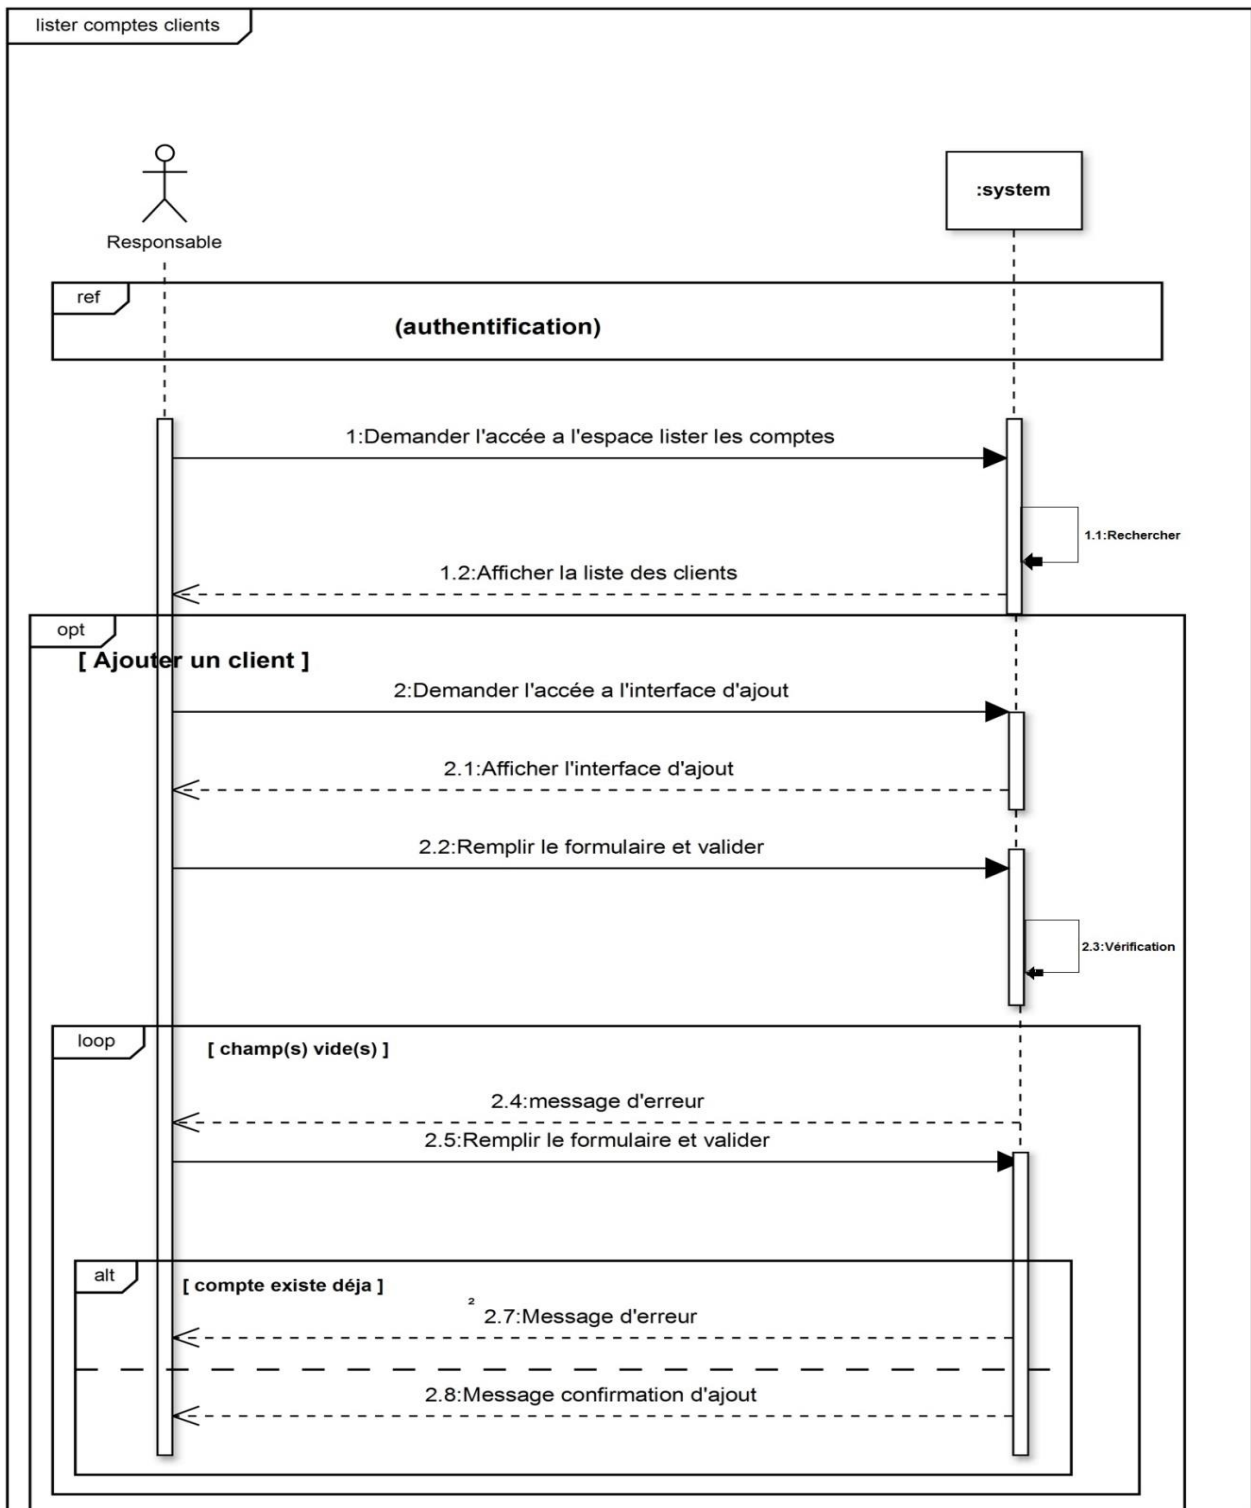 lister comptes clients
:system
Responsable
ref
(authentification)
1:Demander l'accée a l'espace lister les comptes
1.1:Rechercher
1.2:Afficher la liste des clients
opt
[ Ajouter un client ]
2:Demander l'accée a l'interface d'ajout
2.1:Afficher l'interface d'ajout
2.2:Remplir le formulaire et valider
2.3:Vérification
loop
[ champ(s) vide(s) ]
2.4:message d'erreur
2.5:Remplir le formulaire et valider
alt
[ compte existe déja ]
²
2.7:Message d'erreur
2.8:Message confirmation d'ajout